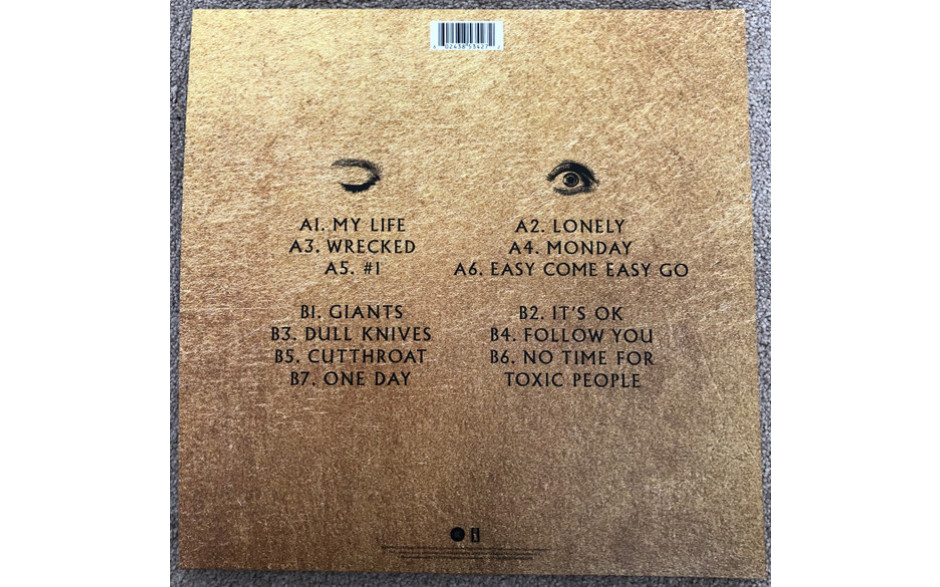 A1. MY LIFE
A3. WRECKED
A5. #1
A2. LONELY
A4. MONDAY
A6. EASY COME EASY GO
B1. GIANTS
B3. DULL KNIVES
B5. CUTTHROAT
B7. ONE DAY
B2. IT'S OK
B4. FOLLOW YOU
B6. NO TIME FOR
TOXIC PEOPLE